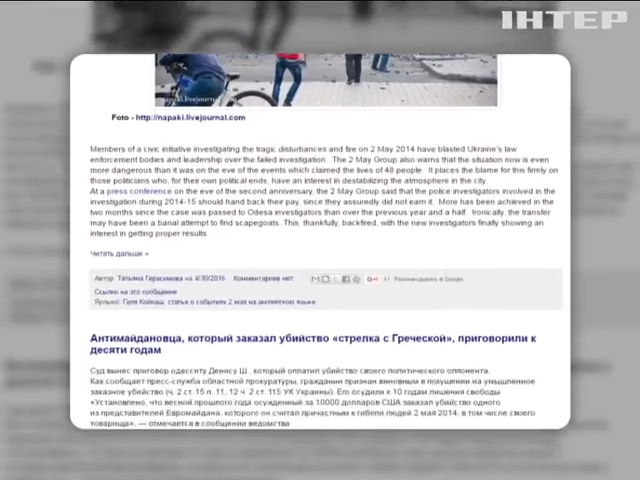 ІНТЕР
napaki.livejournal.com
Foto - http://napaki.livejournal.com
Members of a civic initiative investigating the tragic disturbances and fire on 2 May 2014 have blasted Ukraine's law
enforcement bodies and leadership over the failed investigation. The 2 May Group also warns that the situation now is even
more dangerous than it was on the eve of the events which claimed the lives of 48 people. It places the blame for this firmly on
those politicians who, for their own political ends, have an interest in destabilizing the atmosphere in the city.
At a press conference on the eve of the second anniversary, the 2 May Group said that the police investigators involved in the
investigation during 2014-15 should hand back their pay, since they assuredly did not earn it. More has been achieved in the
two months since the case was passed to Odesa investigators than over the previous year and a half. Ironically, the transfer
may have been a banal attempt to find scapegoats. This, thankfully, backfired, with the new investigators finally showing an
interest in getting proper results
Читать дальше »
Автор: Татьяна Герасимова на 4/30/2016 Комментариев нет:
G+1 +1 Рекомендовать в Google
Ссылки на это сообщение
Ярлыки: Галя Койнаш, статьи о событиях 2 мая на английском языке
Антимайдановца, который заказал убийство «стрелка с Греческой», приговорили к
десяти годам
Суд вынес приговор одесситу Денису Ш., который оплатил убийство своего политического оппонента.
Как сообщает пресс-служба областной прокуратуры, гражданин признан виновным в покушении на умышленное
заказное убийство (ч. 2 ст. 15 п. 11, 12 ч. 2 ст. 115 УК Украины). Его осудили к 10 годам лишения свободы
«Установлено, что весной прошлого года осужденный за 10000 долларов США заказал убийство одного
из представителей Евромайдана, которого он считал причастным к гибели людей 2 мая 2014, в том числе своего
товарища», — отмечается в сообщении ведомства